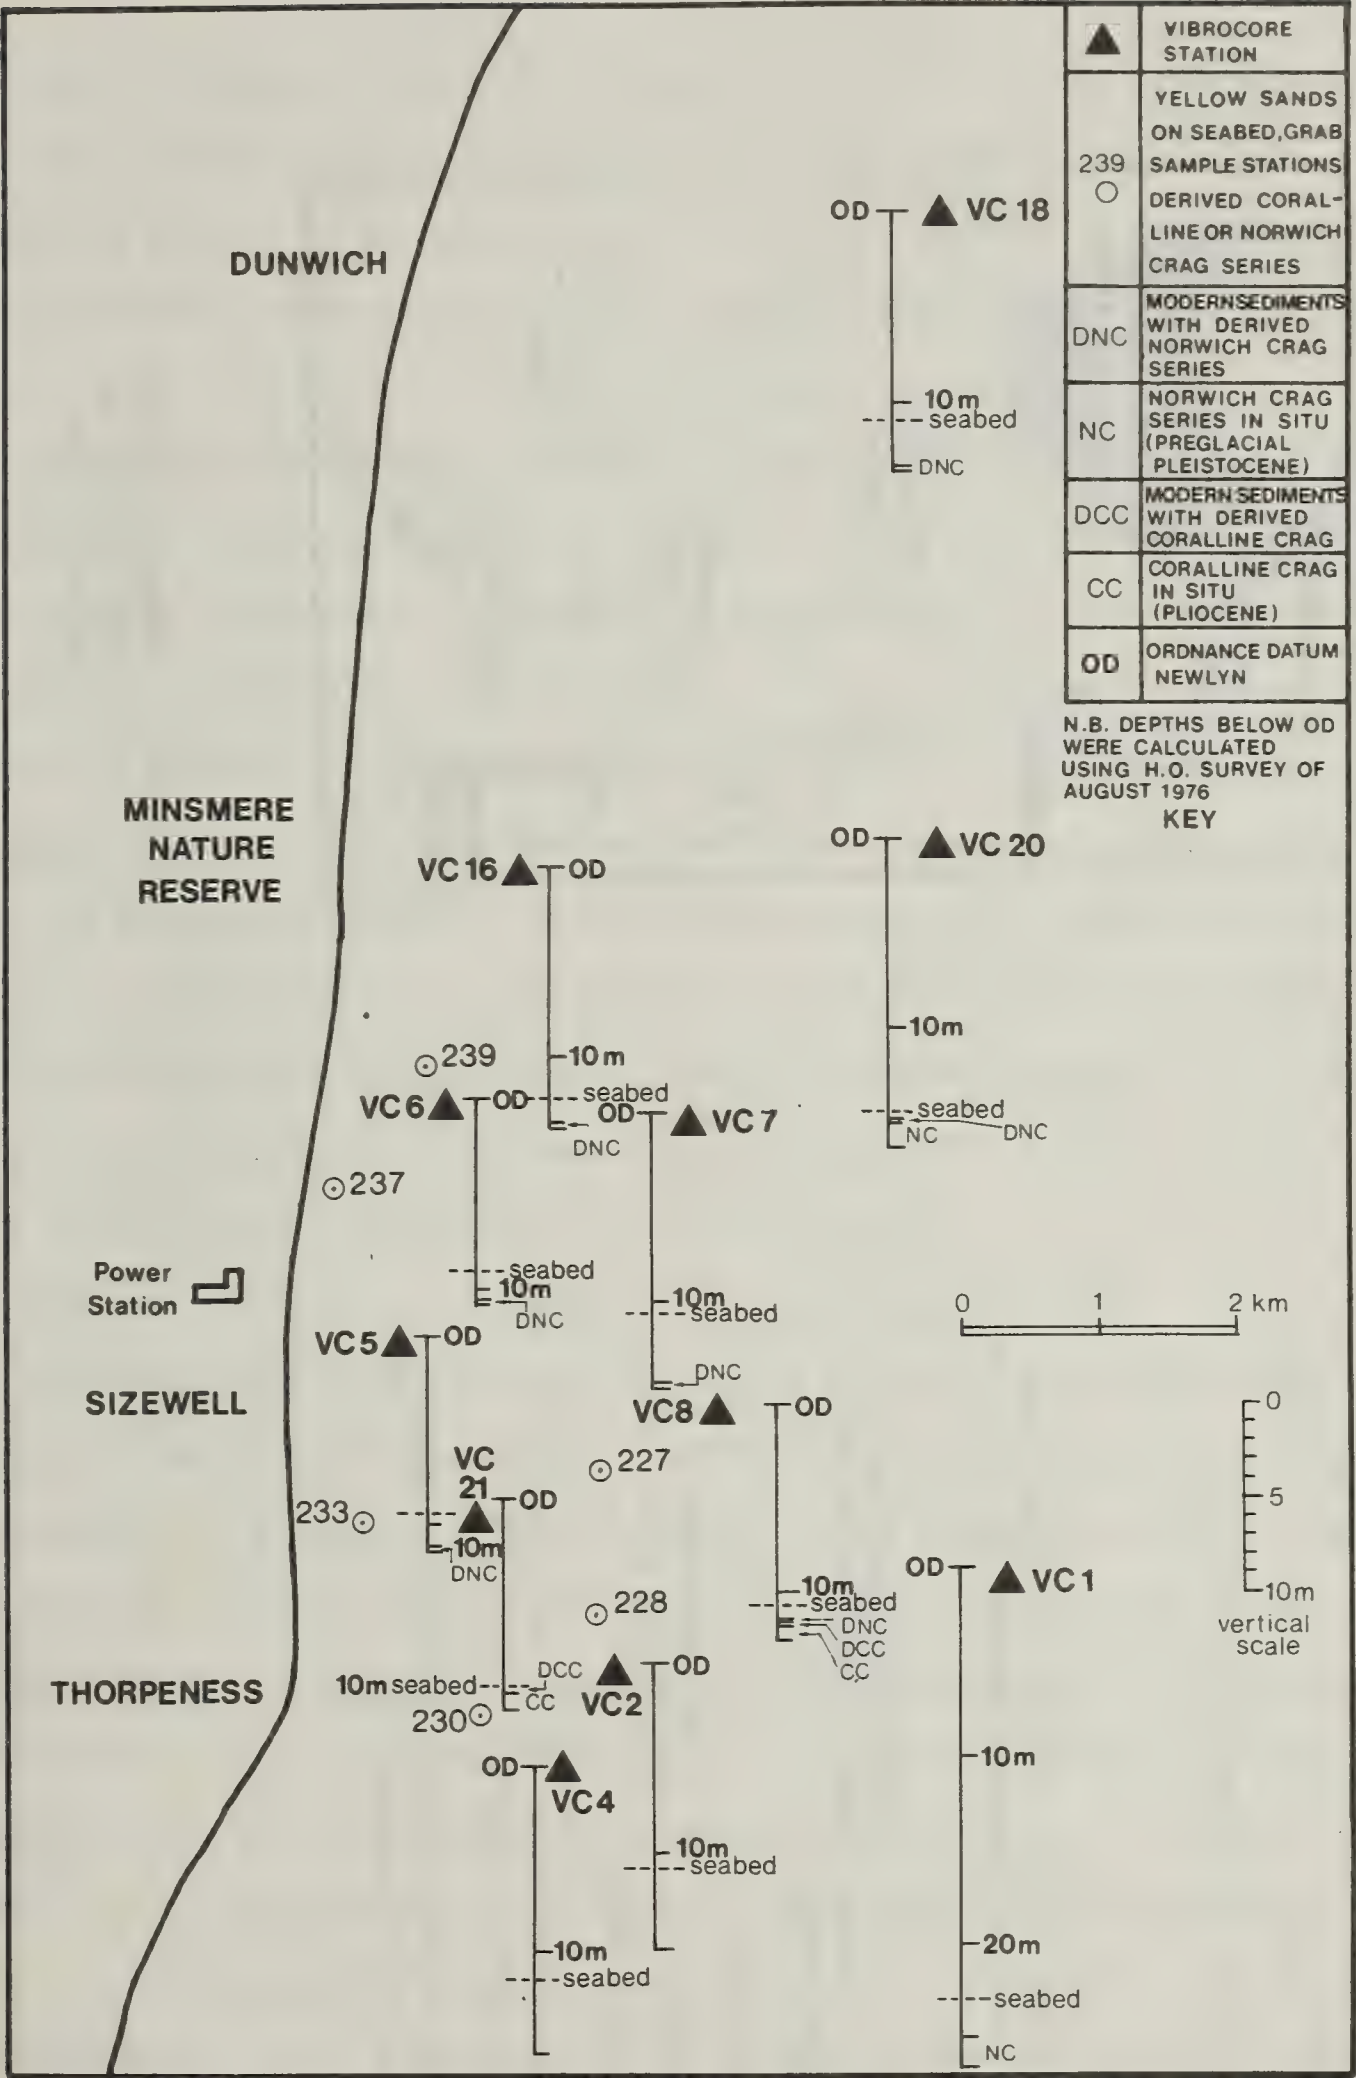 VIBROCORE
STATION
YELLOW SANDS
ON SEABED,GRAB
239 SAMPLE STATIONS
DERIVED CORAL-
LINE OR NORWICH
CRAG SERIES
MODERN SEDIMENTS
DNC WITH DERIVED
NORWICH CRAG
SERIES
NORWICH CRAG
NC SERIES IN SITU
(PREGLACIAL
PLEISTOCENE)
MODERN SEDIMENTS
DCC WITH DERIVED
CORALLINE CRAG
CORALLINE CRAG
CC IN SITU
(PLIOCENE)
OD ORDNANCE DATUM
NEWLYN
N.B. DEPTHS BELOW OD
WERE CALCULATED
USING H.O. SURVEY OF
AUGUST 1976
KEY
OD VC 18
DUNWICH
10m
seabed
DNC
MINSMERE
NATURE
RESERVE
OD VC 20
10m
seabed
NC DNC
VC 16 OD
10m
seabed
DNC
239
VC 6 OD
seabed
10m
DNC
OD VC 7
10m
seabed
DNC
237
Power
Station
0 1 2 km
VC 5 OD
10m
DNC
SIZEWELL
VC 8 OD
10m
seabed
DNC
DCC
CC
0
5
10m
vertical
scale
227
VC
21 OD
10m seabed DCC
CC
233
228
OD VC 1
10m
20m
seabed
NC
THORPENESS
VC 2 OD
10m
seabed
230
OD
VC 4
10m
seabed